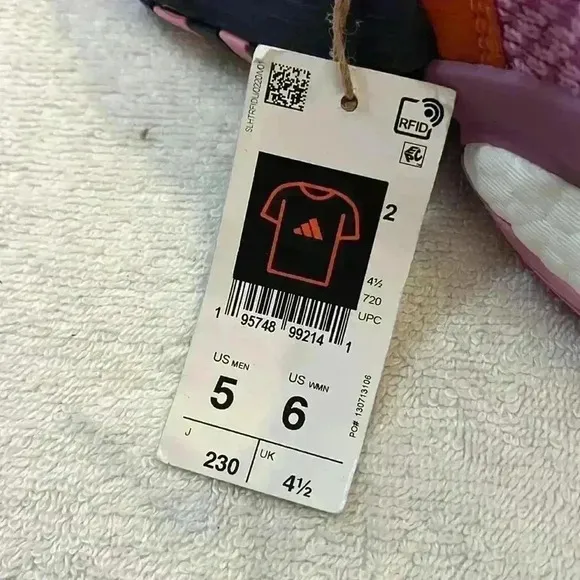 RFID
2
4½
720
UPC
1 95748 99214 1
US MEN
5
US WMN
6
PO# 130713106
J
230
UK
4½